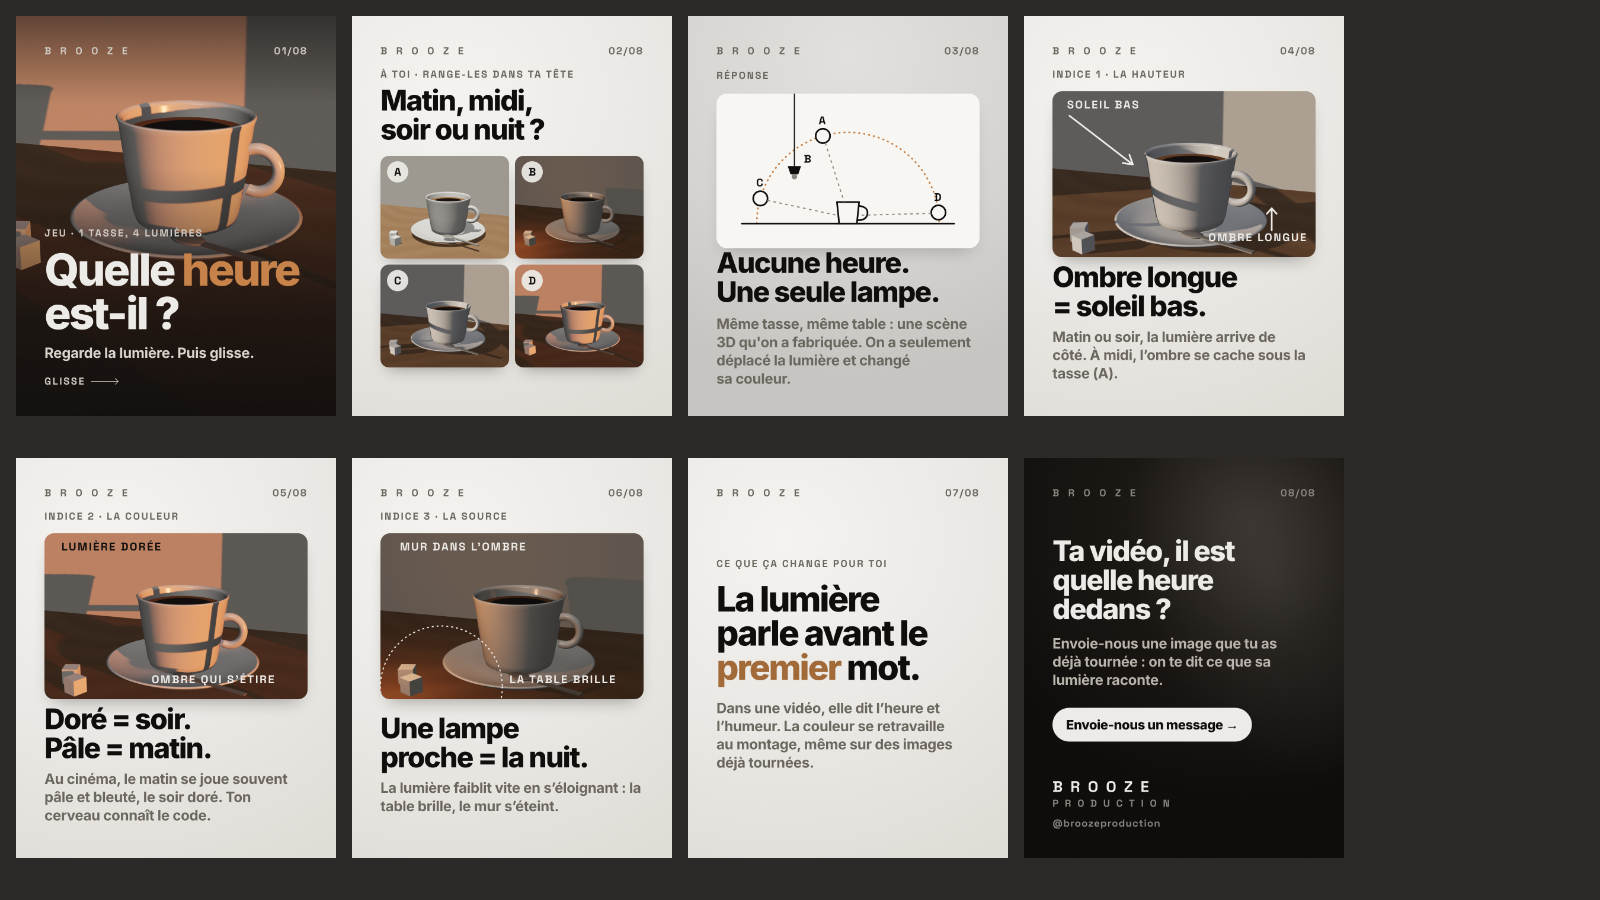 BROOZE
01/08
JEU · 1 TASSE, 4 LUMIÈRES
Quelle heure
est-il ?
Regarde la lumière. Puis glisse.
GLISSE
BROOZE
02/08
À TOI · RANGE-LES DANS TA TÊTE
Matin, midi,
soir ou nuit ?
A
B
C
D
BROOZE
03/08
RÉPONSE
A
B
C
D
Aucune heure.
Une seule lampe.
Même tasse, même table : une scène
3D qu'on a fabriquée. On a seulement
déplacé la lumière et changé
sa couleur.
BROOZE
04/08
INDICE 1 · LA HAUTEUR
SOLEIL BAS
OMBRE LONGUE
Ombre longue
= soleil bas.
Matin ou soir, la lumière arrive de
côté. À midi, l’ombre se cache sous la
tasse (A).
BROOZE
05/08
INDICE 2 · LA COULEUR
LUMIÈRE DORÉE
OMBRE QUI S’ÉTIRE
Doré = soir.
Pâle = matin.
Au cinéma, le matin se joue souvent
pâle et bleuté, le soir doré. Ton
cerveau connaît le code.
BROOZE
06/08
INDICE 3 · LA SOURCE
MUR DANS L’OMBRE
LA TABLE BRILLE
Une lampe
proche = la nuit.
La lumière faiblit vite en s’éloignant : la
table brille, le mur s’éteint.
BROOZE
07/08
CE QUE ÇA CHANGE POUR TOI
La lumière
parle avant le
premier mot.
Dans une vidéo, elle dit l’heure et
l’humeur. La couleur se retravaille
au montage, même sur des images
déjà tournées.
BROOZE
08/08
Ta vidéo, il est
quelle heure
dedans ?
Envoie-nous une image que tu as
déjà tournée : on te dit ce que sa
lumière raconte.
Envoie-nous un message →
BROOZE
PRODUCTION
@broozeproduction